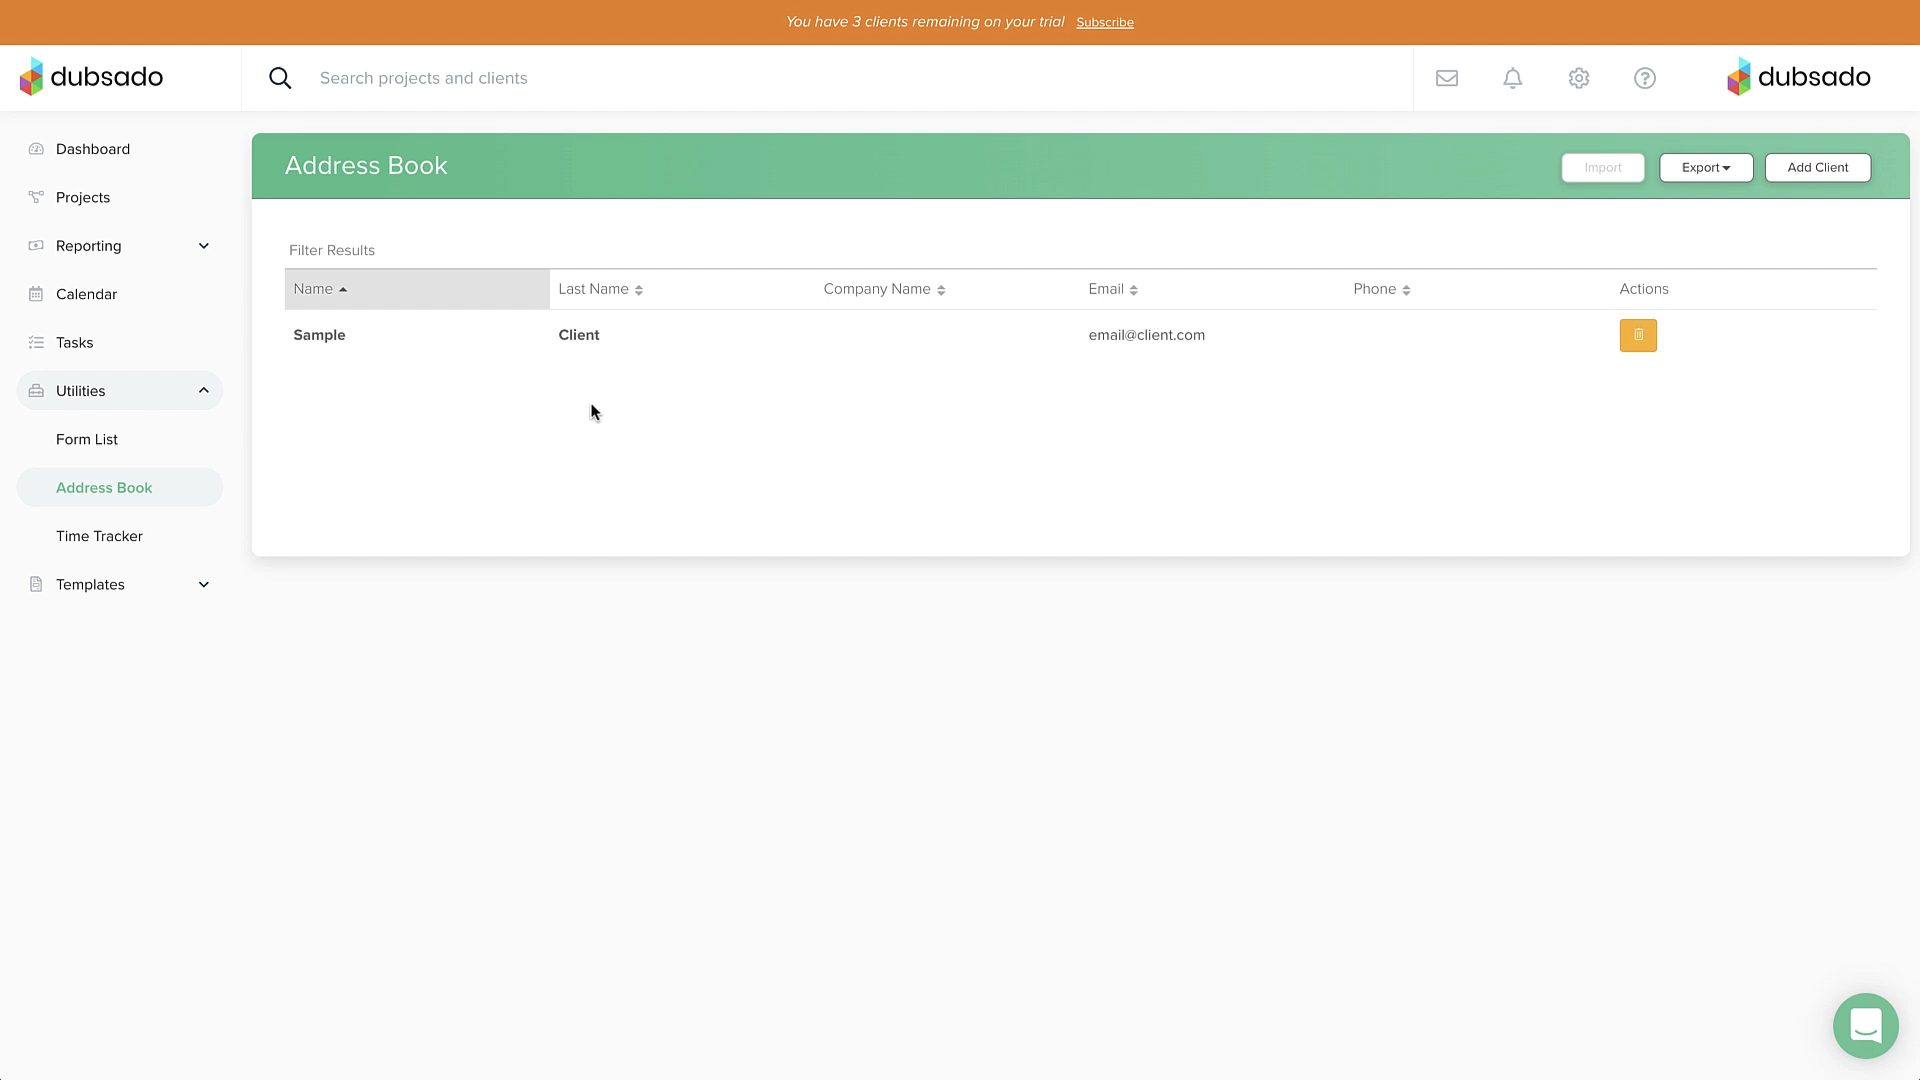 You have 3 clients remaining on your trial Subscribe
dubsado
Search projects and clients
dubsado
Dashboard
Projects
Reporting
Calendar
Tasks
Utilities
Form List
Address Book
Time Tracker
Templates
Address Book
Import
Export
Add Client
Filter Results
Name Last Name Company Name Email Phone Actions
Sample Client email@client.com